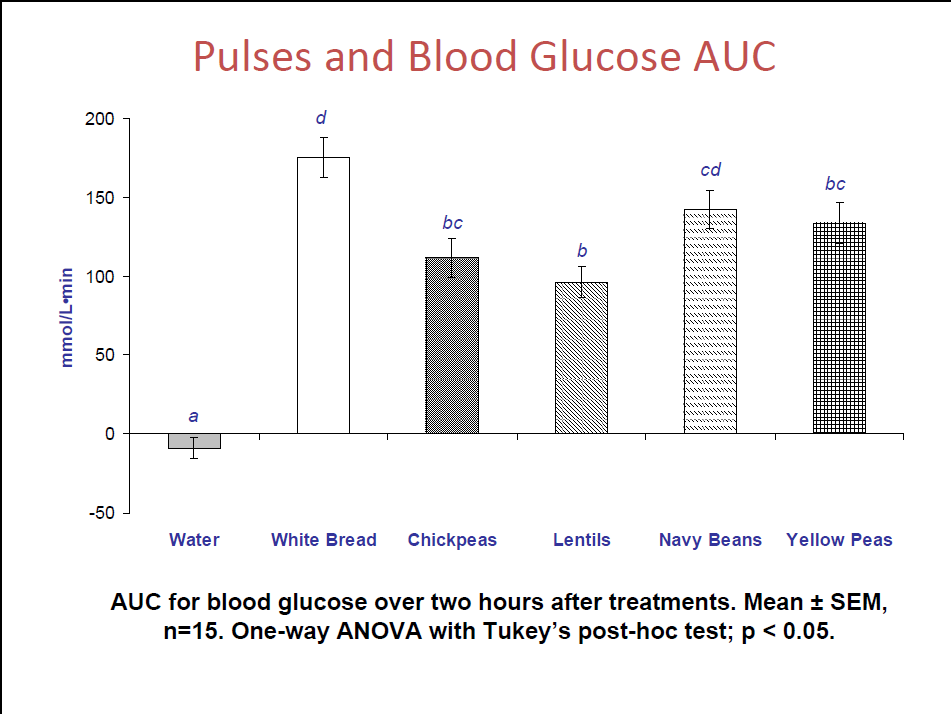 Pulses and Blood Glucose AUC
200
150
100
50
0
-50
mmol/L•min
a
d
bc
b
cd
bc
Water
White Bread
Chickpeas
Lentils
Navy Beans
Yellow Peas
AUC for blood glucose over two hours after treatments. Mean ± SEM,
n=15. One-way ANOVA with Tukey's post-hoc test; p < 0.05.